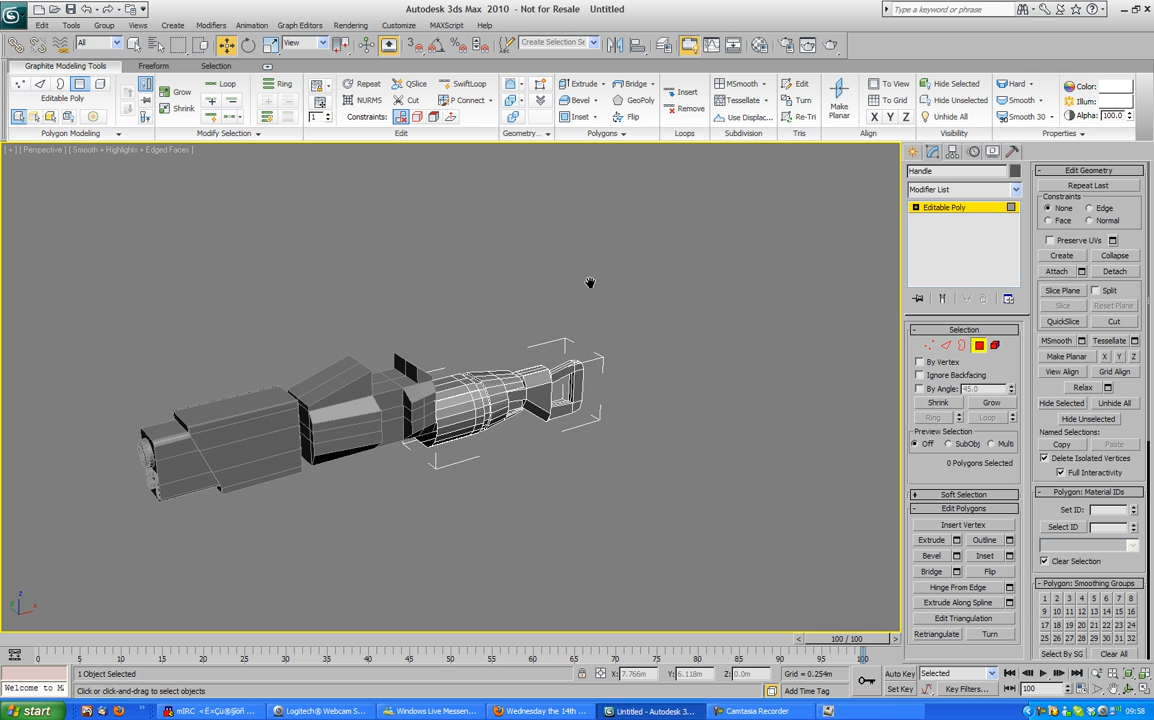 Autodesk 3ds Max 2010 - Not for Resale Untitled
Type a keyword or phrase
Edit Tools Group Views Create Modifiers Animation Graph Editors Rendering Customize MAXScript Help
All View Create Selection Se
Graphite Modeling Tools Freeform Selection
Loop Ring Repeat QSlice SwiftLoop Extrude Bridge MSmooth Edit To View Hide Selected Hard Color:
Grow Insert
Editable Poly Shrink 1 NURMS Cut P Connect Bevel GeoPoly Remove Tessellate Turn Make Planar To Grid Hide Unselected Smooth Illum:
Constraints: Inset Flip Use Displac... Re-Tri X Y Z Unhide All Smooth 30 Alpha: 100.0
Polygon Modeling Modify Selection Edit Geometry... Polygons Loops Subdivision Align Visibility Properties
[ + ] [ Perspective ] [ Smooth + Highlights + Edged Faces ]
Handle
Modifier List
Editable Poly
Selection
By Vertex
Ignore Backfacing
By Angle: 45.0
Shrink Grow
Ring Loop
Preview Selection
Off SubObj Multi
0 Polygons Selected
Soft Selection
Edit Polygons
Insert Vertex
Extrude Outline
Bevel Inset
Bridge Flip
Hinge From Edge
Extrude Along Spline
Edit Triangulation
Retriangulate Turn
Edit Geometry
Repeat Last
Constraints
None Edge
Face Normal
Preserve UVs
Create Collapse
Attach Detach
Slice Plane Split
Slice Reset Plane
QuickSlice Cut
MSmooth Tessellate
Make Planar X Y Z
View Align Grid Align
Relax
Hide Selected Unhide All
Hide Unselected
Named Selections:
Copy Paste
Delete Isolated Vertices
Full Interactivity
Polygon: Material IDs
Set ID:
Select ID
Clear Selection
Polygon: Smoothing Groups
1 2 3 4 5 6 7 8
9 10 11 12 13 14 15 16
17 18 19 20 21 22 23 24
25 26 27 28 29 30 31 32
Select By SG Clear All
z
x
< 100 / 100 >
0 5 10 15 20 25 30 35 40 45 50 55 60 65 70 75 80 85 90 95 100
1 Object Selected X: 7.766m Y: 6.118m Z: 0.0m Grid = 0.254m Auto Key Selected
Welcome to M Click or click-and-drag to select objects Add Time Tag Set Key Key Filters... 100
start Logitech® Webcam S... Windows Live Messen... Wednesday the 14th ... Untitled - Autodesk 3... Camtasia Recorder 09:58